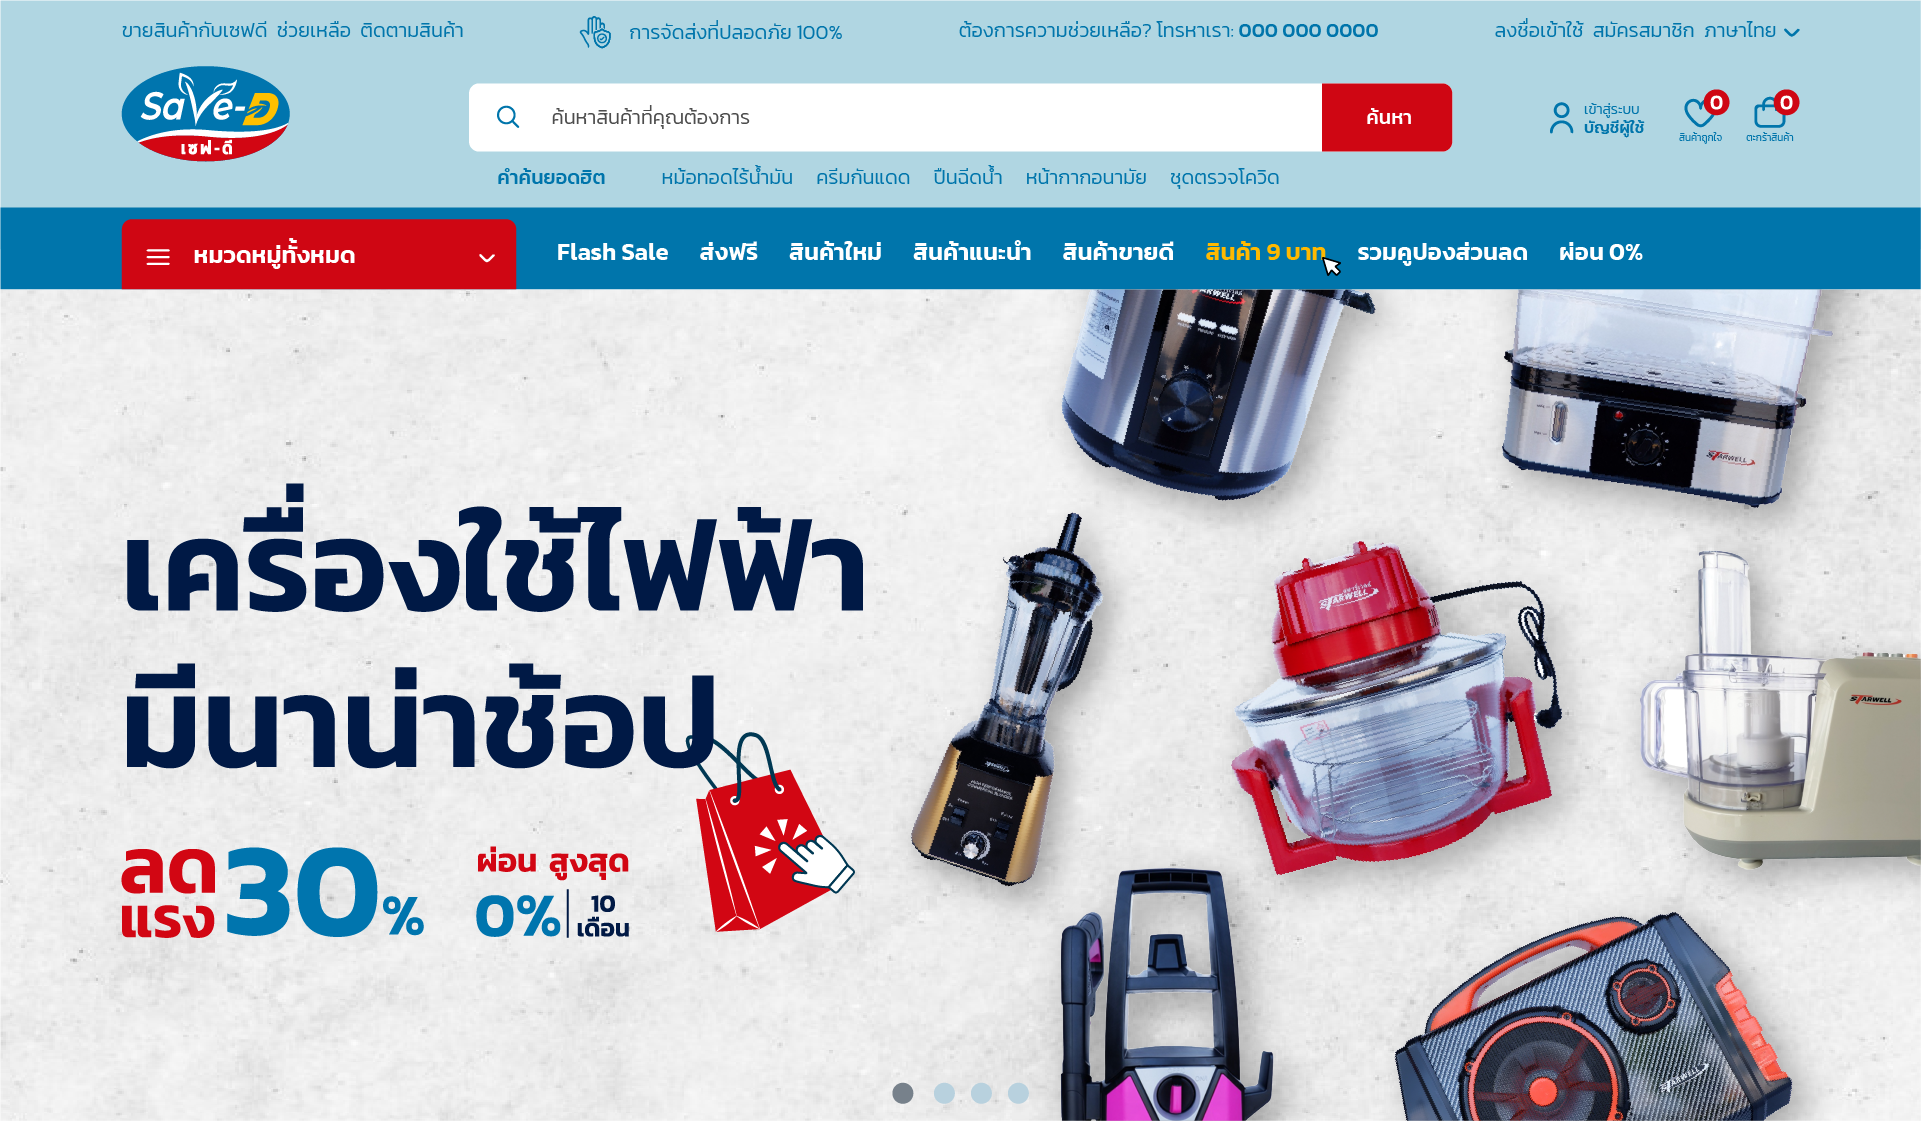 ขายสินค้ากับเซฟดี ช่วยเหลือ ติดตามสินค้า
การจัดส่งที่ปลอดภัย 100%
ต้องการความช่วยเหลือ? โทรหาเรา: 000 000 0000
ลงชื่อเข้าใช้ สมัครสมาชิก ภาษาไทย
SaVe-D
เซฟ-ดี
ค้นหาสินค้าที่คุณต้องการ
ค้นหา
เข้าสู่ระบบ
บัญชีผู้ใช้
0
สินค้าถูกใจ
0
ตะกร้าสินค้า
คำค้นยอดฮิต หม้อทอดไร้น้ำมัน ครีมกันแดด ปืนฉีดน้ำ หน้ากากอนามัย ชุดตรวจโควิด
หมวดหมู่ทั้งหมด
Flash Sale ส่งฟรี สินค้าใหม่ สินค้าแนะนำ สินค้าขายดี สินค้า 9 บาท รวมคูปองส่วนลด ผ่อน 0%
STARWELL
STARWELL
STARWELL
STARWELL
STARWELL
เครื่องใช้ไฟฟ้า
มีนาน่าช้อป
ลดแรง 30%
ผ่อน สูงสุด
0% 10 เดือน